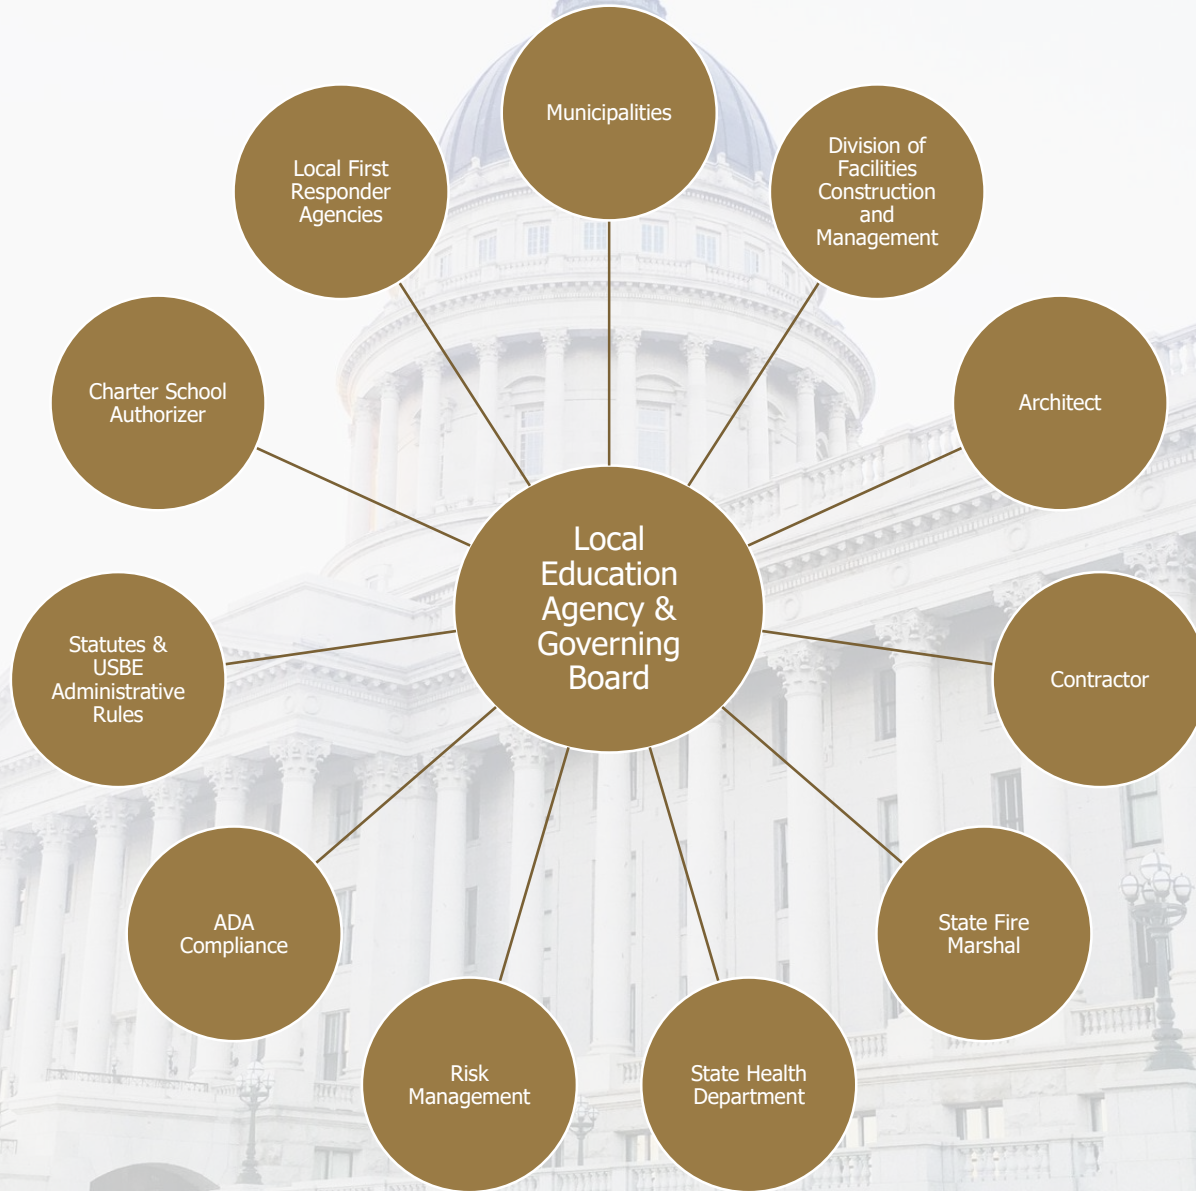 Municipalities
Division of
Facilities
Construction
and
Management
Architect
Contractor
State Fire
Marshal
State Health
Department
Risk
Management
ADA
Compliance
Statutes &
USBE
Administrative
Rules
Charter School
Authorizer
Local First
Responder
Agencies
Local
Education
Agency &
Governing
Board